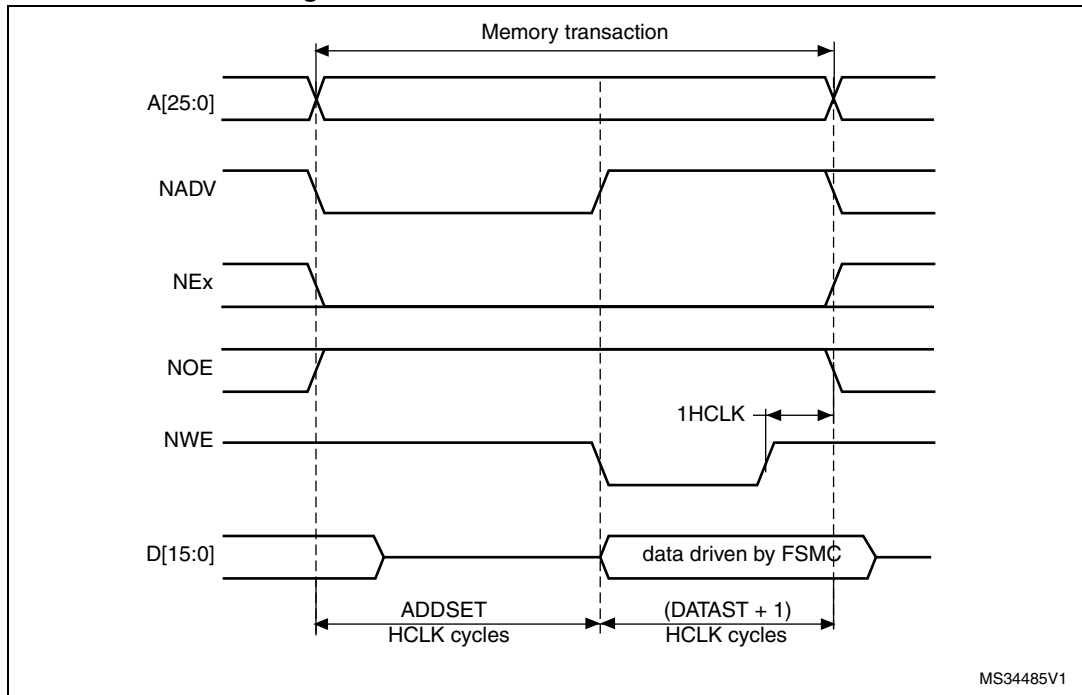 Memory transaction
A[25:0]
NADV
NEx
NOE
1HCLK
NWE
D[15:0]
data driven by FSMC
ADDSET
HCLK cycles
(DATAST + 1)
HCLK cycles
MS34485V1